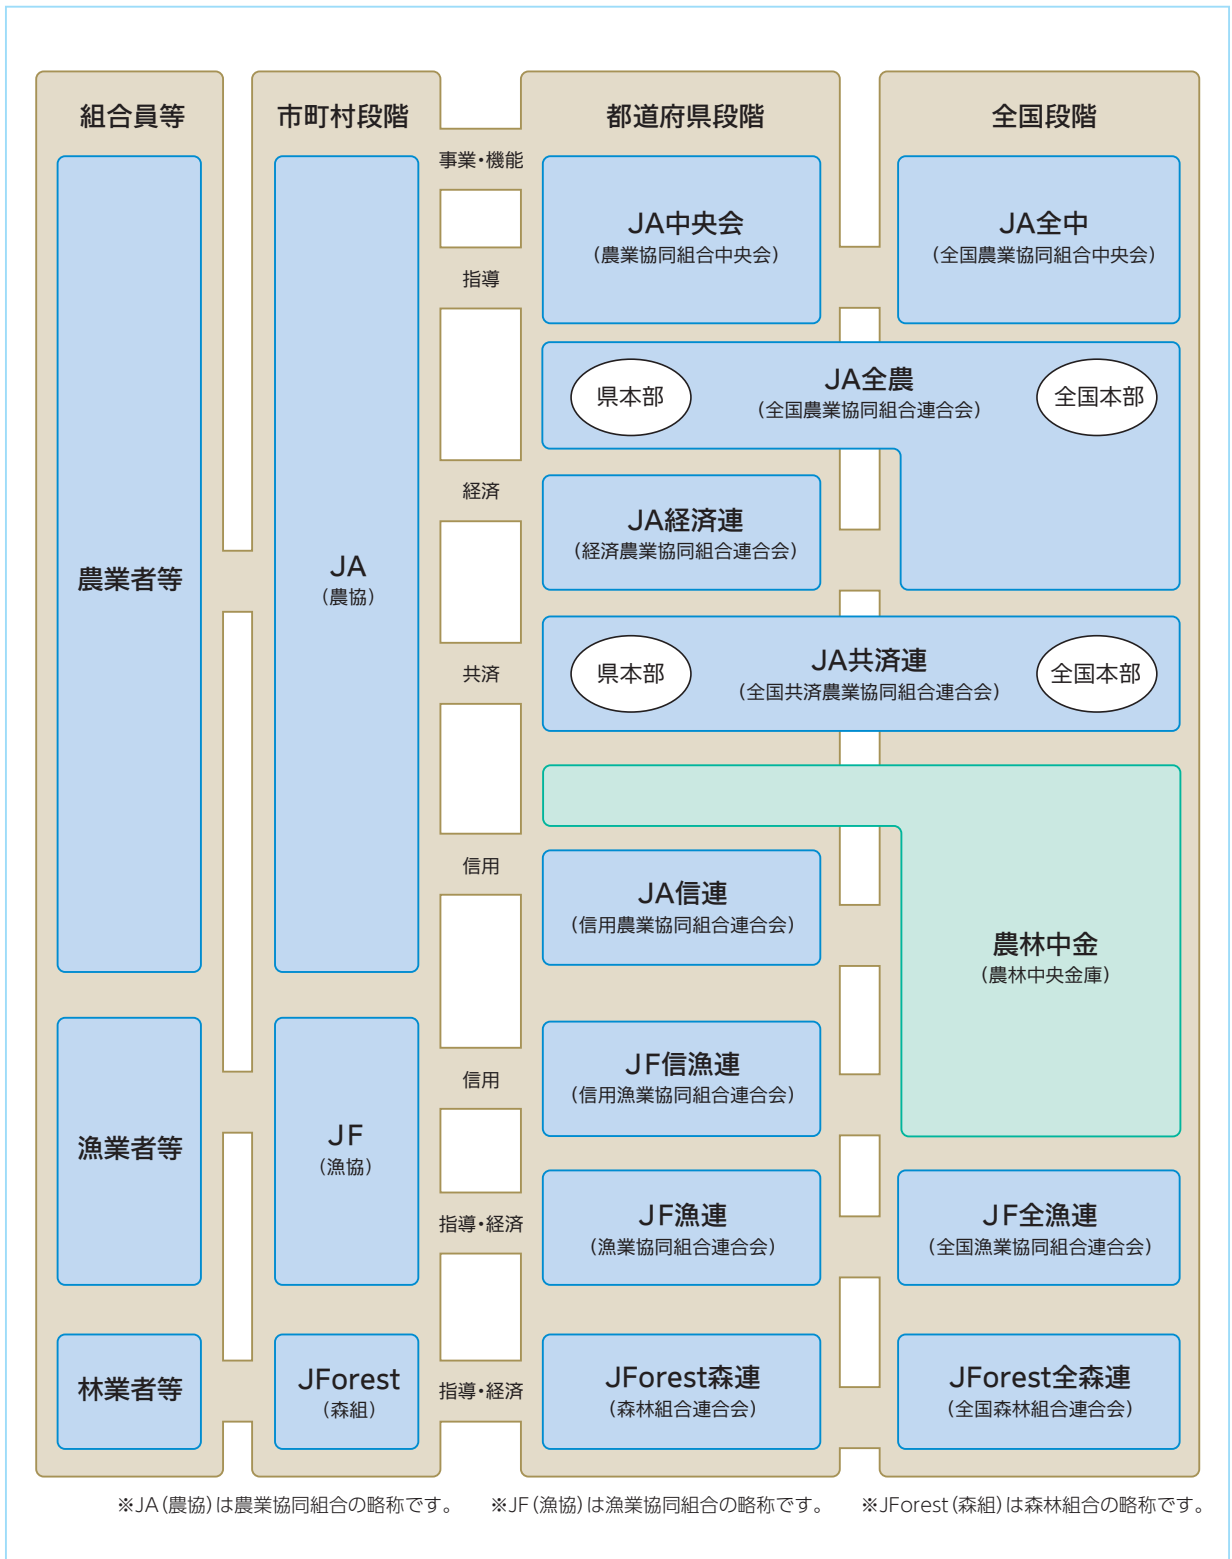 組合員等
市町村段階
都道府県段階
全国段階
事業・機能
農業者等
JA
(農協)
指導
JA中央会
(農業協同組合中央会)
JA全中
(全国農業協同組合中央会)
経済
県本部
JA全農
(全国農業協同組合連合会)
全国本部
JA経済連
(経済農業協同組合連合会)
共済
県本部
JA共済連
(全国共済農業協同組合連合会)
全国本部
信用
JA信連
(信用農業協同組合連合会)
農林中金
(農林中央金庫)
漁業者等
JF
(漁協)
信用
JF信漁連
(信用漁業協同組合連合会)
指導・経済
JF漁連
(漁業協同組合連合会)
JF全漁連
(全国漁業協同組合連合会)
林業者等
JForest
(森組)
指導・経済
JForest森連
(森林組合連合会)
JForest全森連
(全国森林組合連合会)
※JA(農協)は農業協同組合の略称です。 ※JF(漁協)は漁業協同組合の略称です。 ※JForest(森組)は森林組合の略称です。